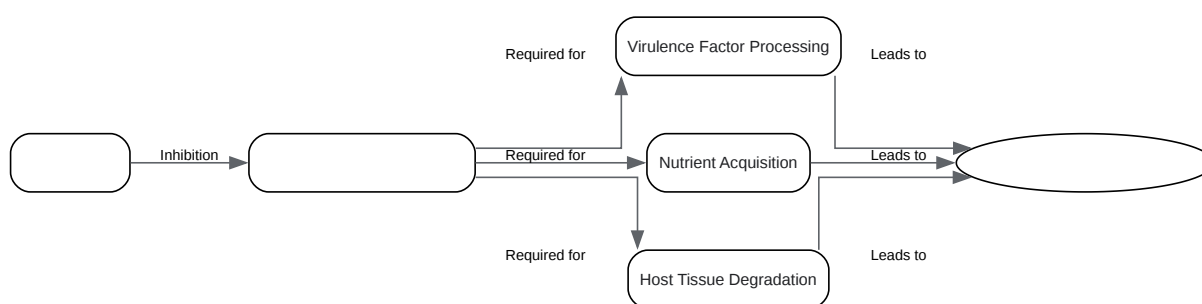 Required for
Virulence Factor Processing
Leads to
Inhibition
Required for
Nutrient Acquisition
Leads to
Required for
Host Tissue Degradation
Leads to